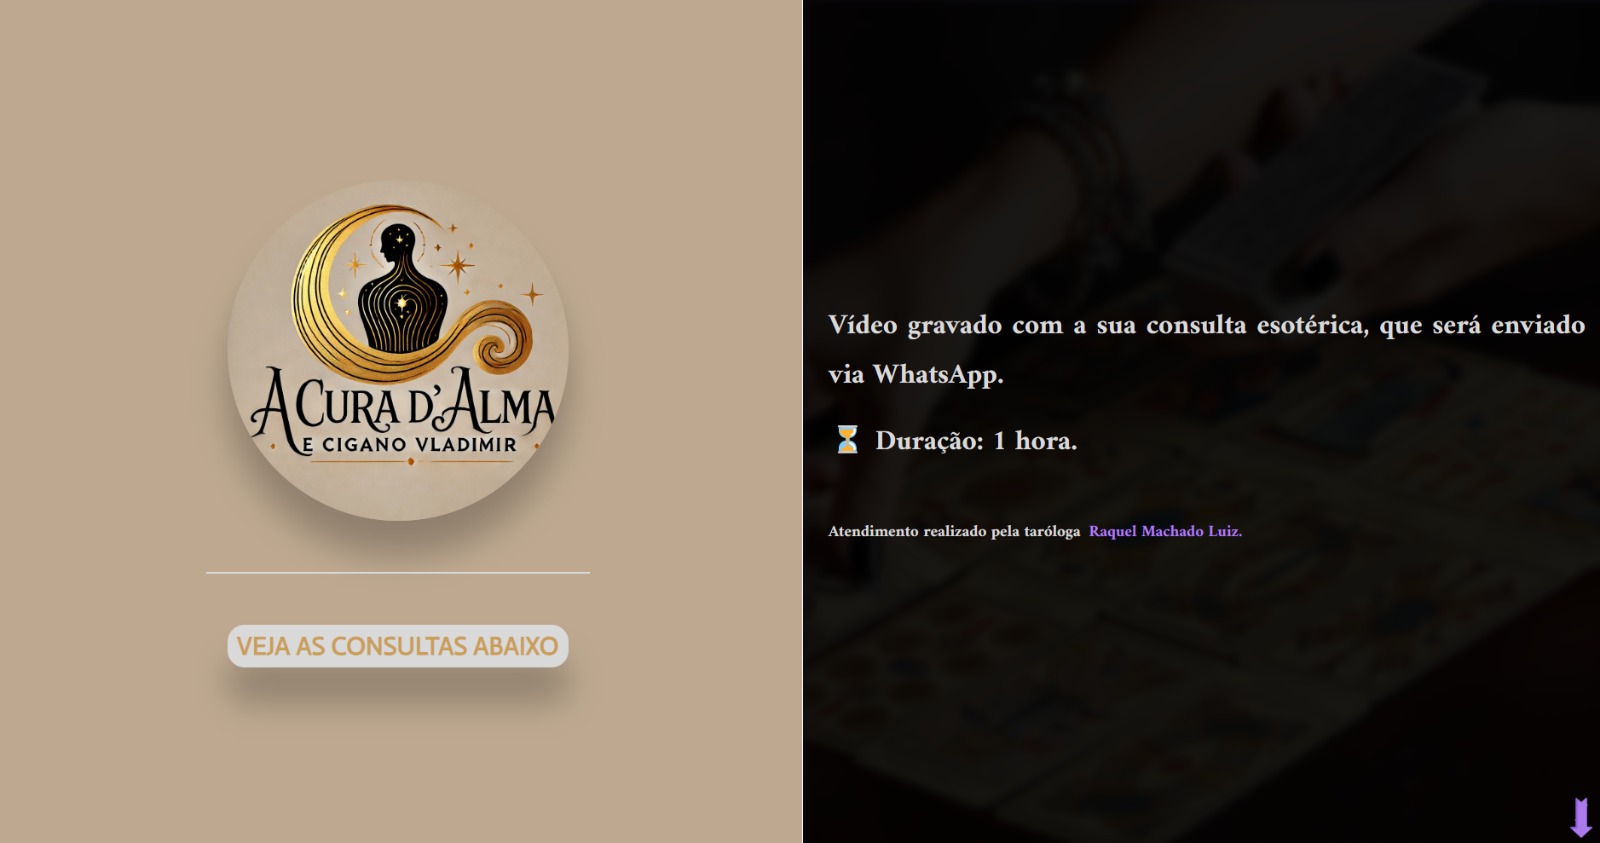 A CURA D'ALMA
E CIGANO VLADIMIR
VEJA AS CONSULTAS ABAIXO
Vídeo gravado com a sua consulta esotérica, que será enviado
via WhatsApp.
⏳ Duração: 1 hora.
Atendimento realizado pela taróloga Raquel Machado Luiz.